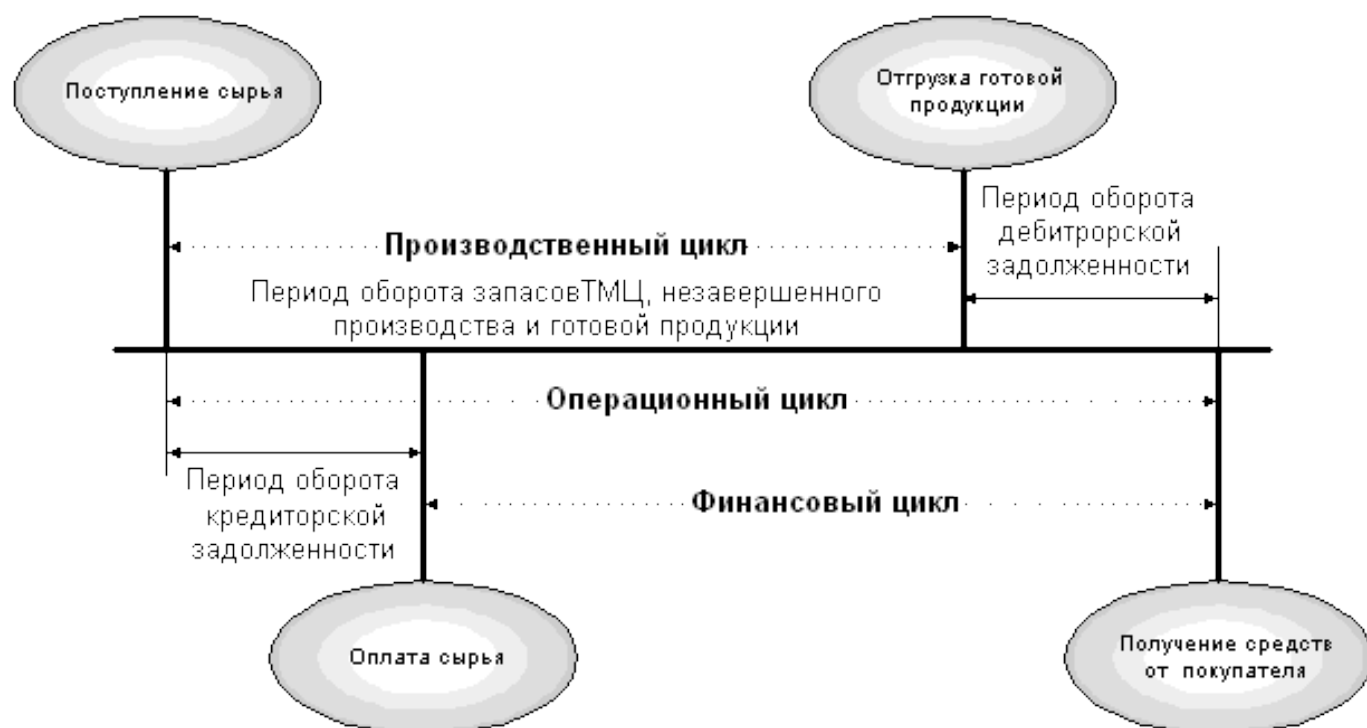 Поступление сырья
Отгрузка готовой
продукции
Период оборота
дебитрорской
задолженности
Производственный цикл
Период оборота запасовТМЦ, незавершенного
производства и готовой продукции
Операционный цикл
Период оборота
кредиторской
задолженности
Финансовый цикл
Оплата сырья
Получение средств
от покупателя